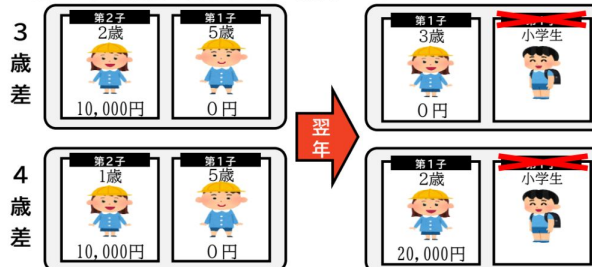 3歳差
第2子
2歳
10,000円
第1子
5歳
0円
翌年
第1子
3歳
0円
小学生
4歳差
第2子
1歳
10,000円
第1子
5歳
0円
第1子
2歳
20,000円
小学生